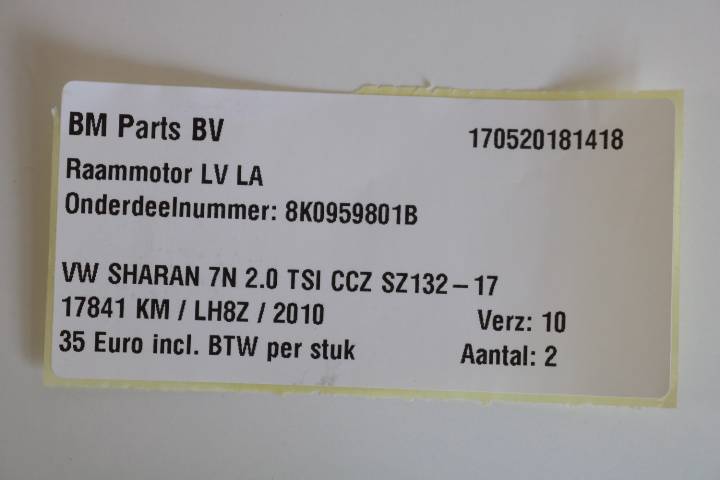 BM Parts BV 170520181418
Raammotor LV LA
Onderdeelnummer: 8K0959801B
VW SHARAN 7N 2.0 TSI CCZ SZ132-17
17841 KM / LH8Z / 2010 Verz: 10
35 Euro incl. BTW per stuk Aantal: 2